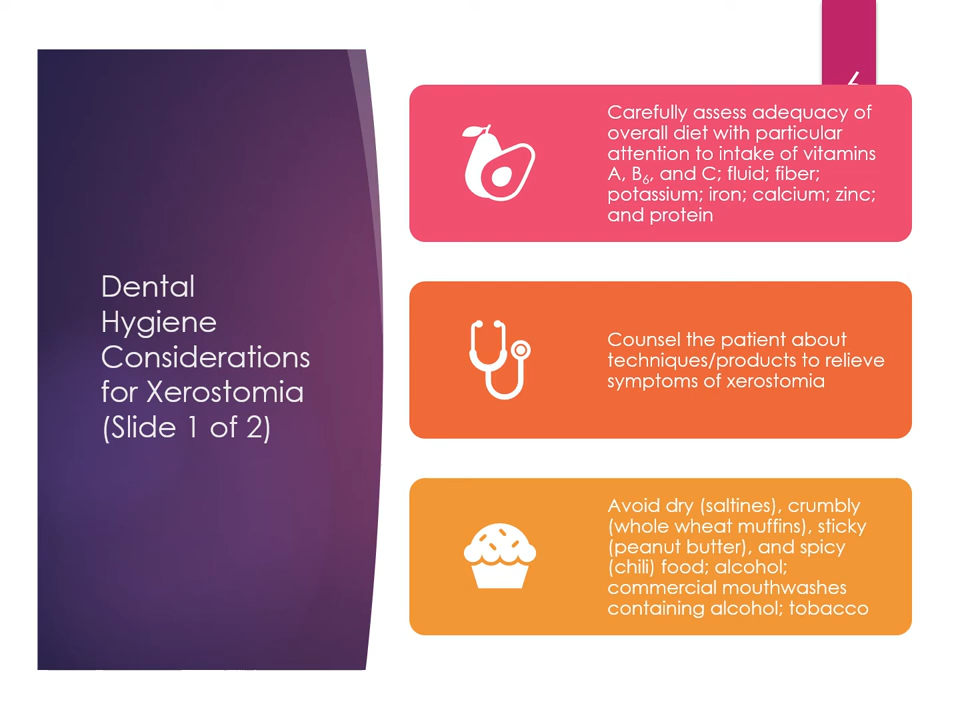 Dental
Hygiene
Considerations
for Xerostomia
(Slide 1 of 2)
Carefully assess adequacy of
overall diet with particular
attention to intake of vitamins
A, B₆, and C; fluid; fiber;
potassium; iron; calcium; zinc;
and protein
Counsel the patient about
techniques/products to relieve
symptoms of xerostomia
Avoid dry (saltines), crumbly
(whole wheat muffins), sticky
(peanut butter), and spicy
(chili) food; alcohol;
commercial mouthwashes
containing alcohol; tobacco